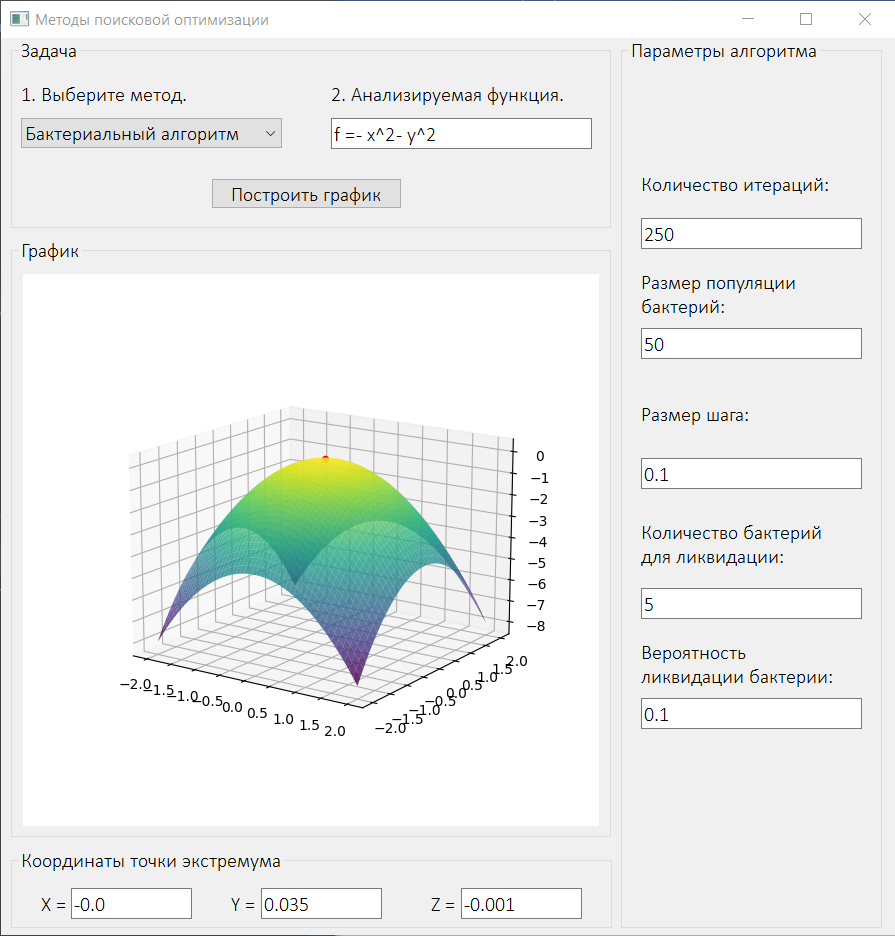 Методы поисковой оптимизации
Задача
1. Выберите метод.
2. Анализируемая функция.
Бактериальный алгоритм
f =- x^2- y^2
Построить график
График
0
−1
−2
−3
−4
−5
−6
−7
−8
−2.0
−1.5
−1.0
−0.5
0.0
0.5
1.0
1.5
2.0
−2.0
−1.5
−1.0
−0.5
0.0
0.5
1.0
1.5
2.0
Координаты точки экстремума
X = -0.0
Y = 0.035
Z = -0.001
Параметры алгоритма
Количество итераций:
250
Размер популяции
бактерий:
50
Размер шага:
0.1
Количество бактерий
для ликвидации:
5
Вероятность
ликвидации бактерии:
0.1